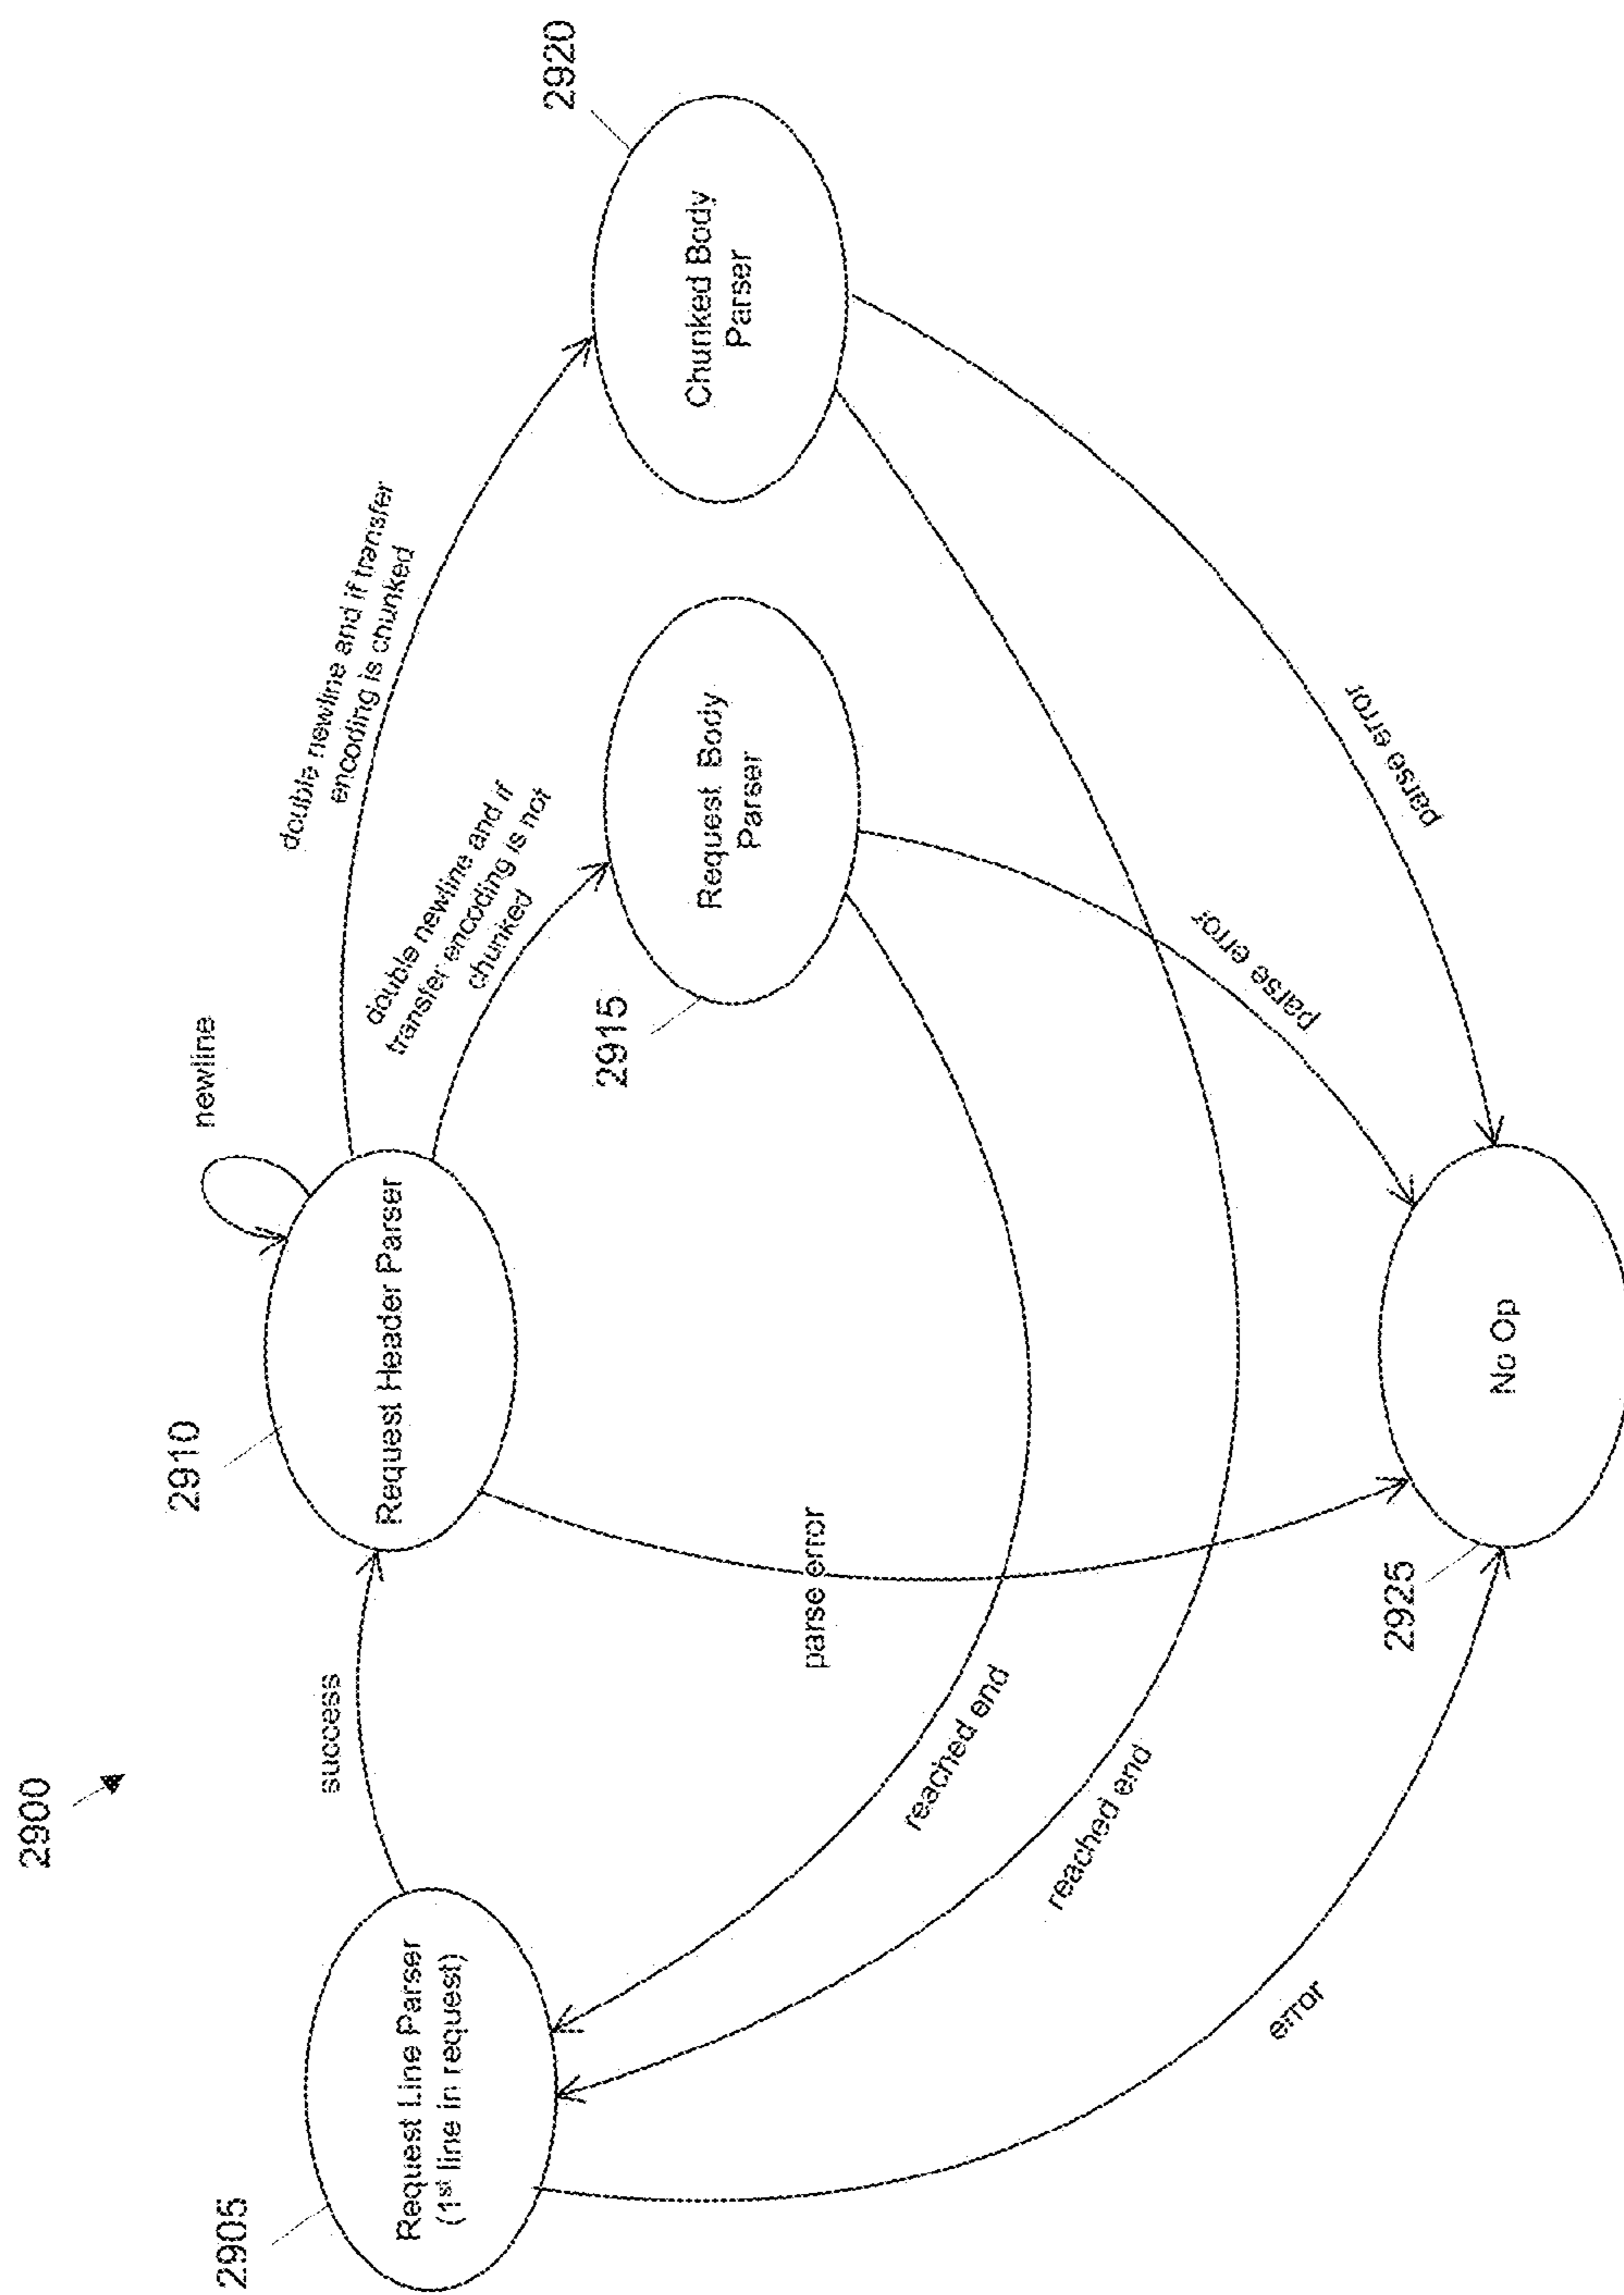 2900
2905
Request Line Parser
(1st line in request)
success
2910
Request Header Parser
newline
double newline and if transfer
encoding is chunked
double newline and if
transfer encoding is not
chunked
2915
Request Body
Parser
2920
Chunked Body
Parser
parse error
reached end
reached end
error
parse error
parse error
2925
No Op